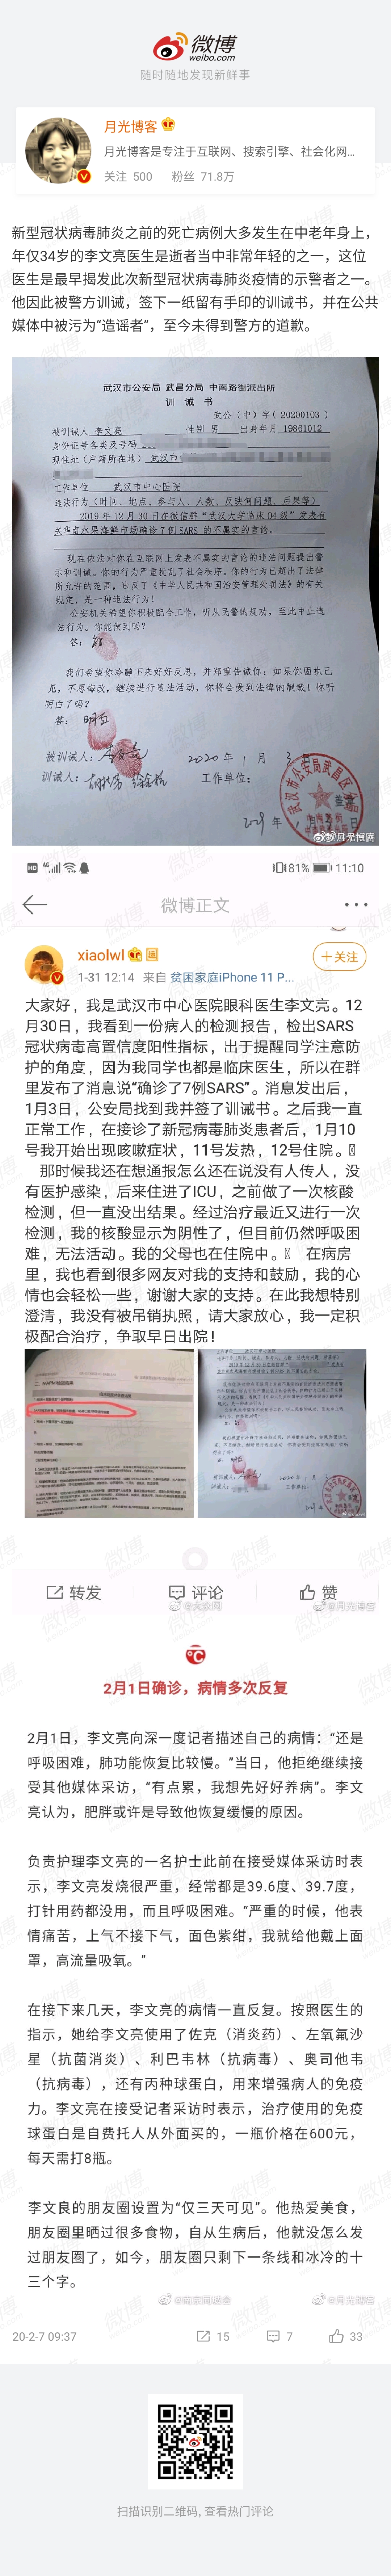 微博
weibo.com
随时随地发现新鲜事
月光博客
月光博客是专注于互联网、搜索引擎、社会化网...
关注 500 | 粉丝 71.8万
新型冠状病毒肺炎之前的死亡病例大多发生在中老年身上，
年仅34岁的李文亮医生是逝者当中非常年轻的之一，这位
医生是最早揭发此次新型冠状病毒肺炎疫情的示警者之一。
他因此被警方训诫，签下一纸留有手印的训诫书，并在公共
媒体中被污为“造谣者”，至今未得到警方的道歉。
武汉市公安局 武昌分局 中南路街派出所
训 诫 书
武公（中）字（20200103）
被训诫人 李文亮 性别 男 出身年月 19861012
身份证号各类及号码
现住址（户籍所在） 武汉市
工作单位 武汉市中心医院
违法行为（时间、地点、参与人、人数、反映何问题、后果等）
2019年12月30日在微信群“武汉大学临床04级”发表有
关华南水果海鲜市场确诊7例SARS的不属实的言论。
现在依法对你在互联网上发表不属实的言论的违法问题提出警
示和训诫。你的行为严重扰乱了社会秩序。你的行为已超出了法律
所允许的范围，违反了《中华人民共和国治安管理处罚法》的有关
规定，是一种违法行为！
公安机关希望你积极配合工作，听从民警的规劝，至此中止违
法行为。你能做到吗？
答：能
我们希望你冷静下来好好反思，并郑重告诫你：如果你固执己
见，不思悔改，继续进行违法活动，你将会受到法律的制裁！你听
明白了吗？
答：明白
被训诫人：李文亮 2020年1月3日
训诫人： 工作单位：
@月光博客
HD 4G 81% 11:10
微博正文
xiaolwl
+关注
1-31 12:14 来自 贫困家庭iPhone 11 P...
大家好，我是武汉市中心医院眼科医生李文亮。12
月30日，我看到一份病人的检测报告，检出SARS
冠状病毒高置信度阳性指标，出于提醒同学注意防
护的角度，因为我同学也都是临床医生，所以在群
里发布了消息说“确诊了7例SARS”。消息发出后，
1月3日，公安局找到我并签了训诫书。之后我一直
正常工作，在接诊了新冠病毒肺炎患者后，1月10
号我开始出现咳嗽症状，11号发热，12号住院。
那时候我还在想通报怎么还在说没有人传人，没
有医护感染，后来住进了ICU，之前做了一次核酸
检测，但一直没出结果。经过治疗最近又进行一次
检测，我的核酸显示为阴性了，但目前仍然呼吸困
难，无法活动。我的父母也在住院中。 在病房
里，我也看到很多网友对我的支持和鼓励，我的心
情也会轻松一些，谢谢大家的支持。在此我想特别
澄清，我没有被吊销执照，请大家放心，我一定积
极配合治疗，争取早日出院！
转发 评论 赞
@月光博客
2月1日确诊，病情多次反复
2月1日，李文亮向深一度记者描述自己的病情：“还是
呼吸困难，肺功能恢复比较慢。”当日，他拒绝继续接
受其他媒体采访，“有点累，我想先好好养病”。李文
亮认为，肥胖或许是导致他恢复缓慢的原因。
负责护理李文亮的一名护士此前在接受媒体采访时表
示，李文亮发烧很严重，经常都是39.6度、39.7度，
打针用药都没用，而且呼吸困难。“严重的时候，他表
情痛苦，上气不接下气，面色紫绀，我就给他戴上面
罩，高流量吸氧。”
在接下来几天，李文亮的病情一直反复。按照医生的
指示，她给李文亮使用了佐克（消炎药）、左氧氟沙
星（抗菌消炎）、利巴韦林（抗病毒）、奥司他韦
（抗病毒），还有丙种球蛋白，用来增强病人的免疫
力。李文亮在接受记者采访时表示，治疗使用的免疫
球蛋白是自费托人从外面买的，一瓶价格在600元，
每天需打8瓶。
李文良的朋友圈设置为“仅三天可见”。他热爱美食，
朋友圈里晒过很多食物，自从生病后，他就没怎么发
过朋友圈了，如今，朋友圈只剩下一条线和冰冷的十
三个字。
@月光博客
20-2-7 09:37 15 7 33
扫描识别二维码, 查看热门评论